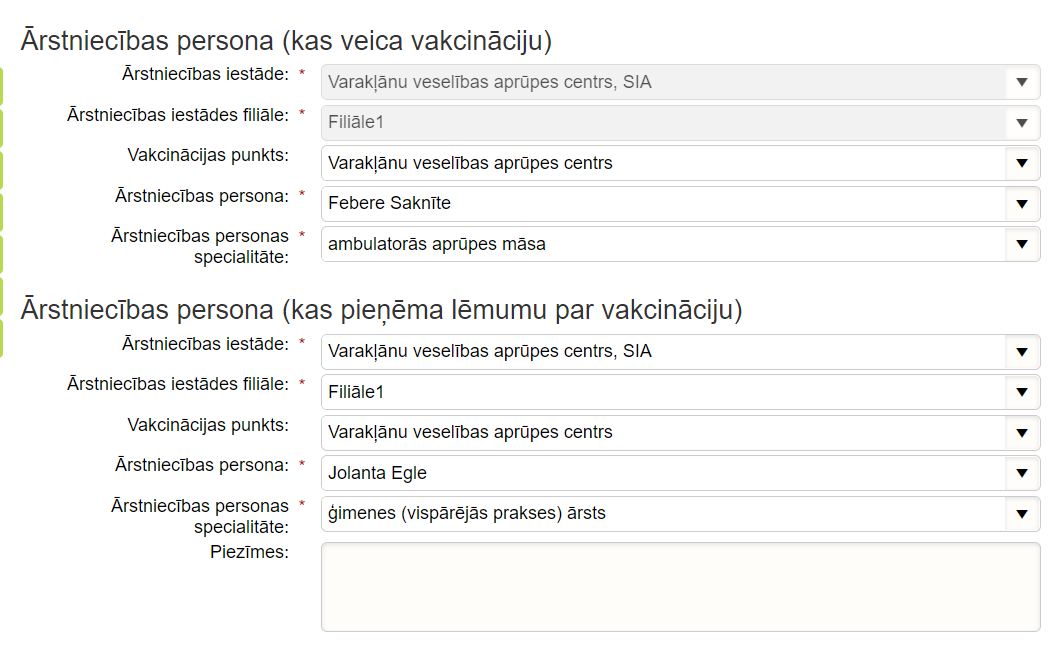 Ārstniecības persona (kas veica vakcināciju)
Ārstniecības iestāde: * Varakļānu veselības aprūpes centrs, SIA
Ārstniecības iestādes filiāle: * Filiāle1
Vakcinācijas punkts: Varakļānu veselības aprūpes centrs
Ārstniecības persona: * Febere Saknīte
Ārstniecības personas * ambulatorās aprūpes māsa
specialitāte:
Ārstniecības persona (kas pieņēma lēmumu par vakcināciju)
Ārstniecības iestāde: * Varakļānu veselības aprūpes centrs, SIA
Ārstniecības iestādes filiāle: * Filiāle1
Vakcinācijas punkts: Varakļānu veselības aprūpes centrs
Ārstniecības persona: * Jolanta Egle
Ārstniecības personas * ģimenes (vispārējās prakses) ārsts
specialitāte:
Piezīmes: